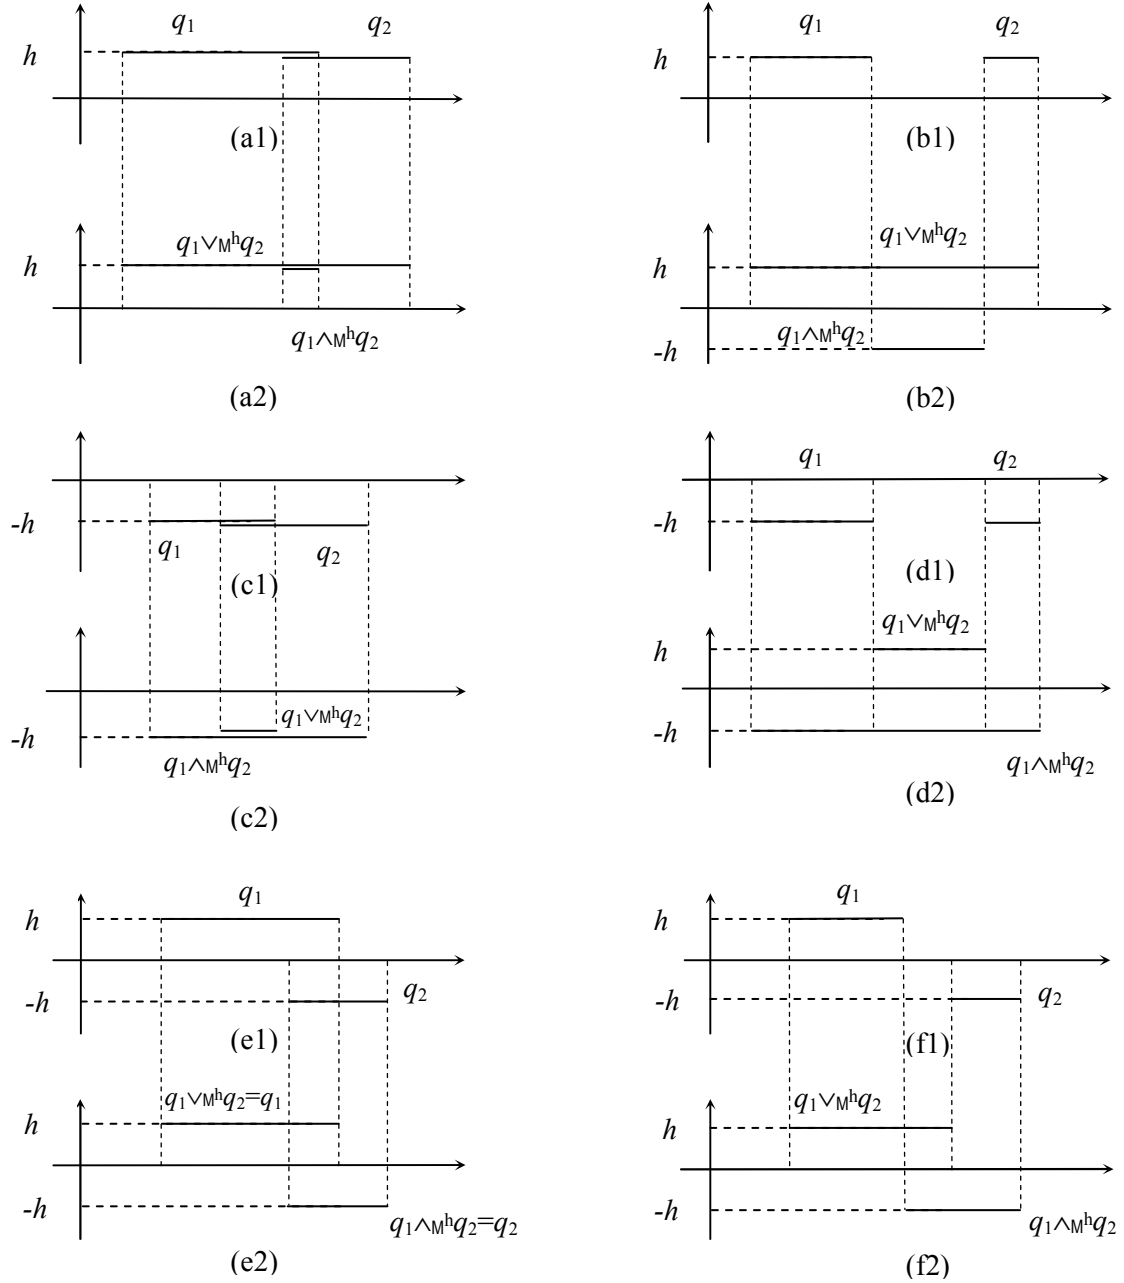 q₁ q₂
h
(a1)
q₁∨ₘʰq₂
h
q₁∧ₘʰq₂
(a2)
q₁ q₂
h
(b1)
q₁∨ₘʰq₂
h
q₁∧ₘʰq₂
-h
(b2)
-h
q₁ q₂
(c1)
q₁∨ₘʰq₂
-h
q₁∧ₘʰq₂
(c2)
q₁ q₂
-h
(d1)
q₁∨ₘʰq₂
h
-h
q₁∧ₘʰq₂
(d2)
q₁
h
-h q₂
(e1)
q₁∨ₘʰq₂=q₁
h
-h
q₁∧ₘʰq₂=q₂
(e2)
q₁
h
-h q₂
(f1)
q₁∨ₘʰq₂
h
-h
q₁∧ₘʰq₂
(f2)